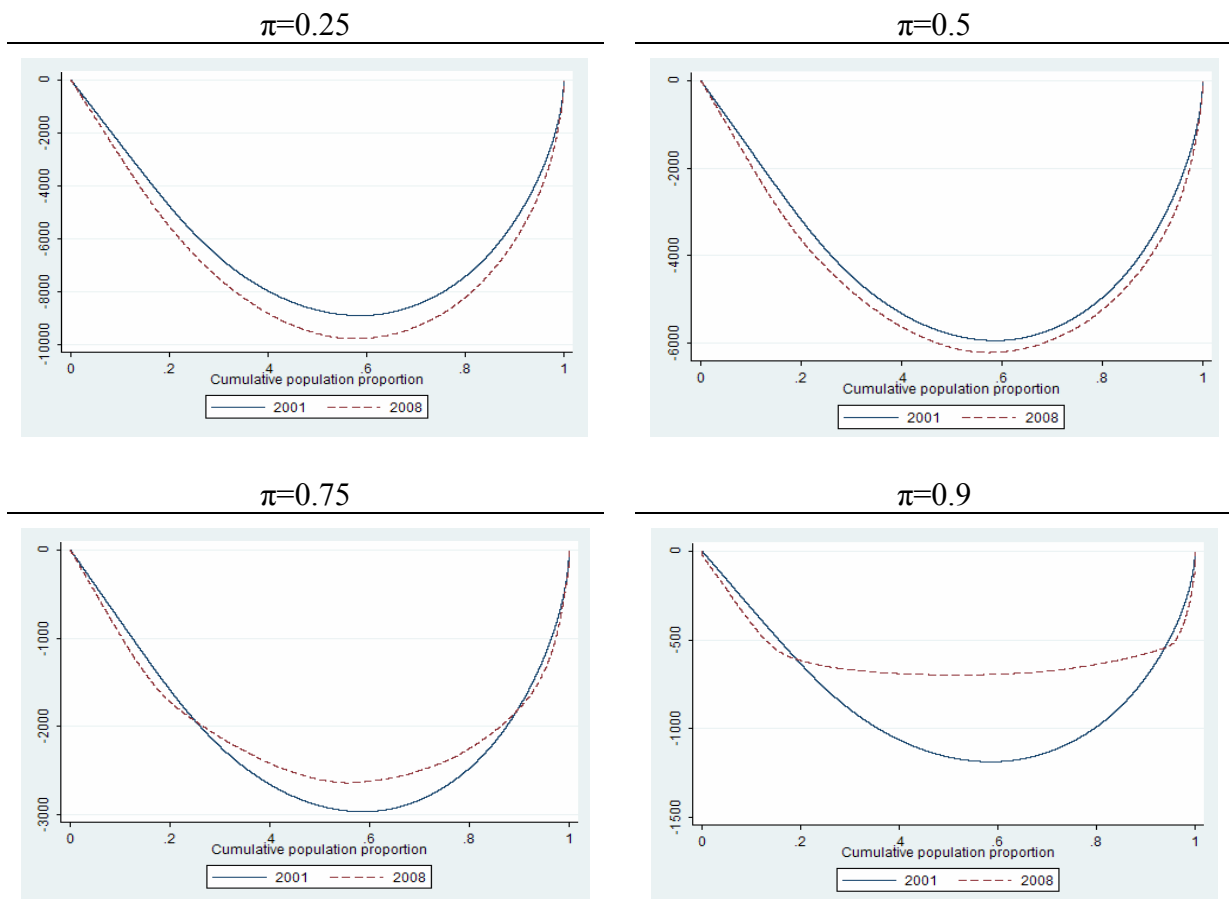 π=0.25
0
-2000
-4000
-6000
-8000
-10000
0 .2 .4 .6 .8 1
Cumulative population proportion
2001 2008
π=0.5
0
-2000
-4000
-6000
0 .2 .4 .6 .8 1
Cumulative population proportion
2001 2008
π=0.75
0
-1000
-2000
-3000
0 .2 .4 .6 .8 1
Cumulative population proportion
2001 2008
π=0.9
0
-500
-1000
-1500
0 .2 .4 .6 .8 1
Cumulative population proportion
2001 2008